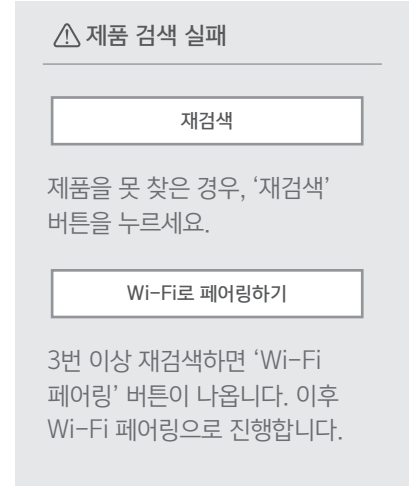 ⚠ 제품 검색 실패
재검색
제품을 못 찾은 경우, ‘재검색’
버튼을 누르세요.
Wi-Fi로 페어링하기
3번 이상 재검색하면 ‘Wi-Fi
페어링’ 버튼이 나옵니다. 이후
Wi-Fi 페어링으로 진행합니다.